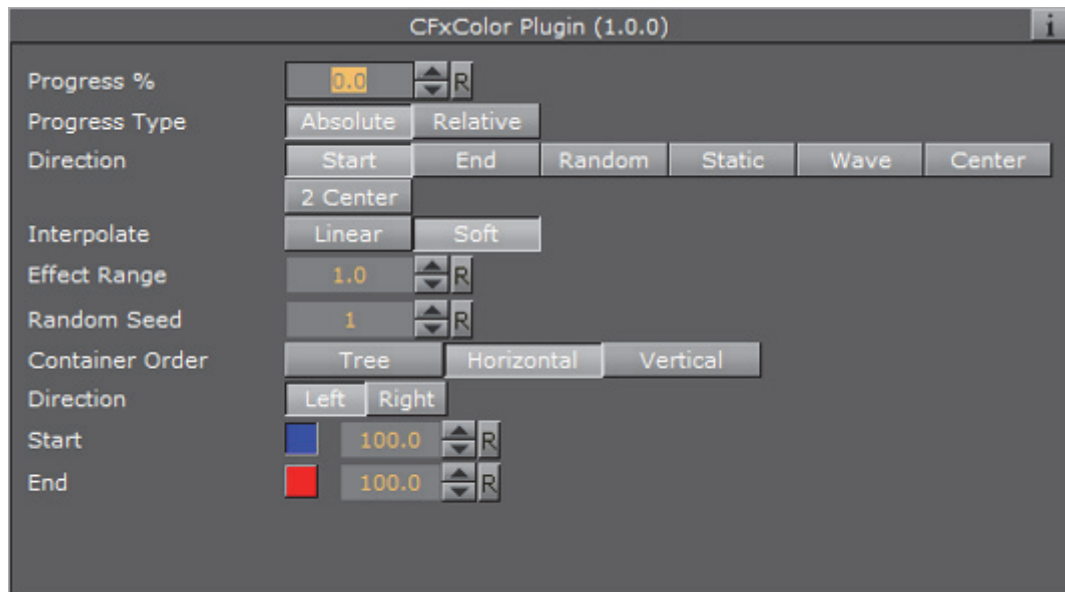 CFxColor Plugin (1.0.0) i
Progress % 0.0 R
Progress Type Absolute Relative
Direction Start End Random Static Wave Center
2 Center
Interpolate Linear Soft
Effect Range 1.0 R
Random Seed 1 R
Container Order Tree Horizontal Vertical
Direction Left Right
Start 100.0 R
End 100.0 R